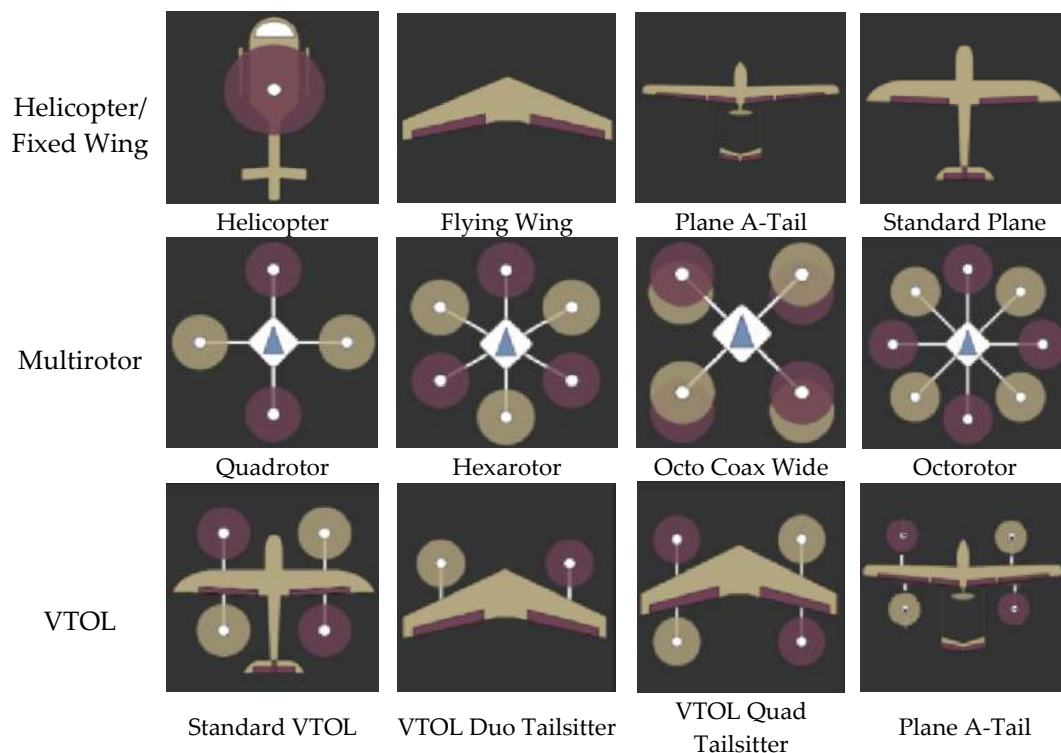 Helicopter/
Fixed Wing
Helicopter
Flying Wing
Plane A-Tail
Standard Plane
Multirotor
Quadrotor
Hexarotor
Octo Coax Wide
Octorotor
VTOL
Standard VTOL
VTOL Duo Tailsitter
VTOL Quad
Tailsitter
Plane A-Tail